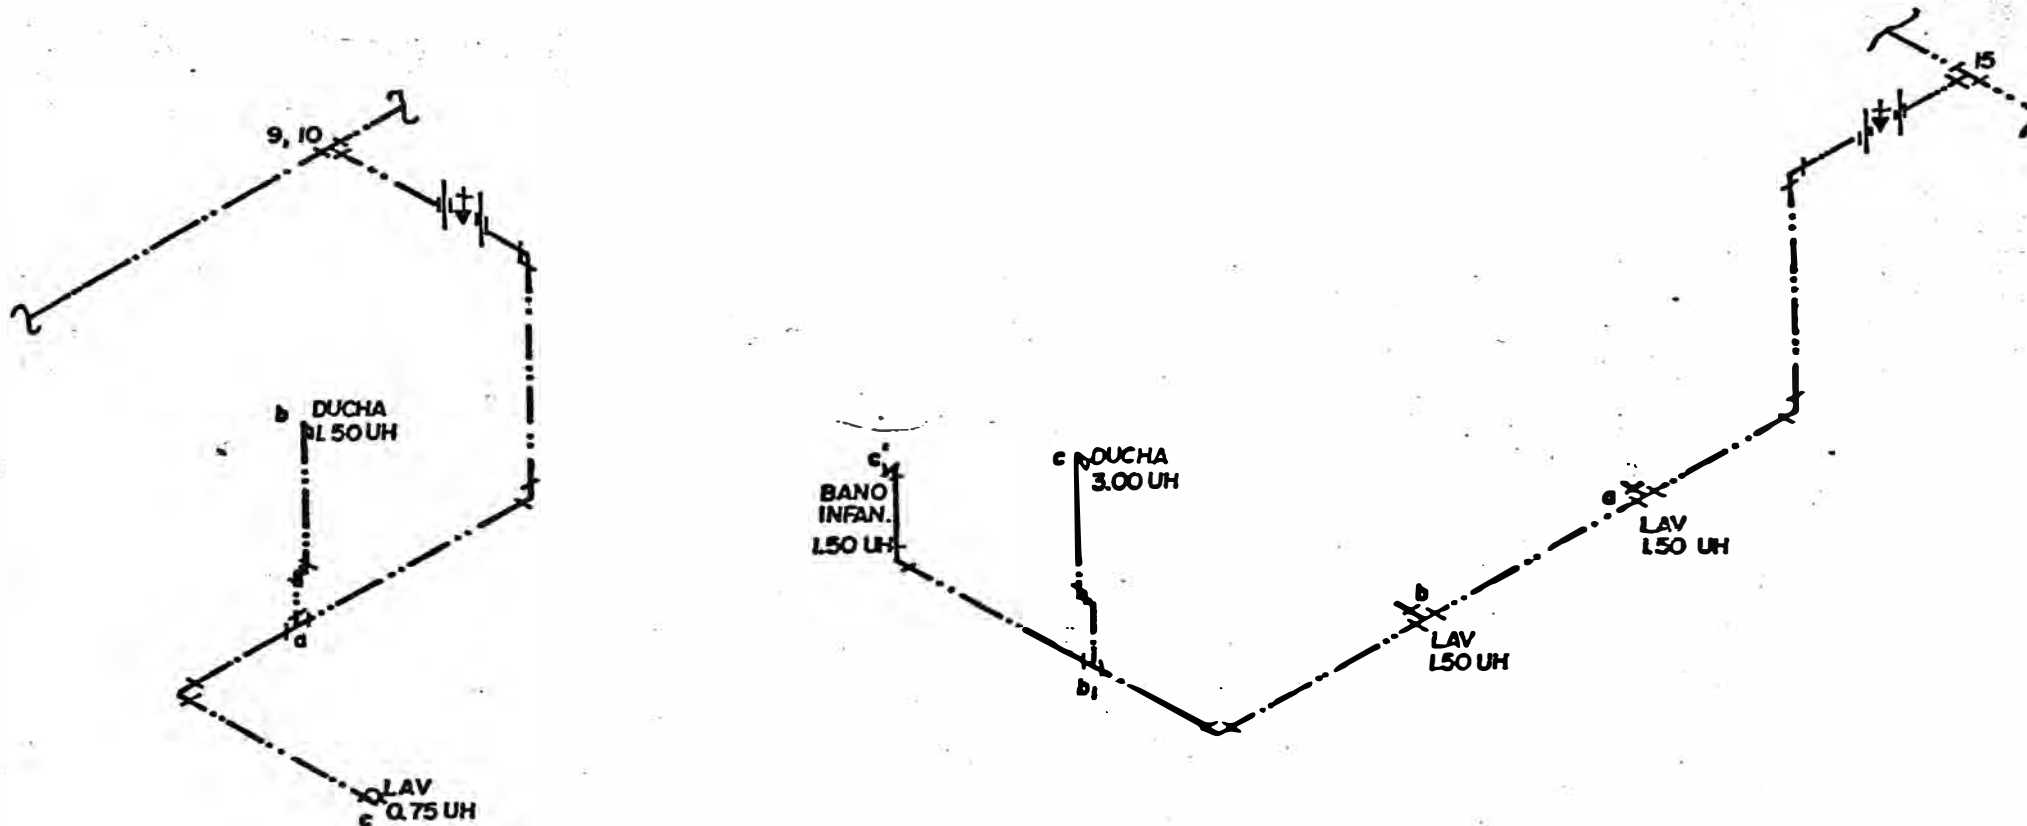 9, 10
b DUCHA
1.50 UH
a
LAV
0.75 UH
c
15
c'
BANO
INFAN.
1.50 UH
c DUCHA
3.00 UH
b₁
b
LAV
1.50 UH
a
LAV
1.50 UH